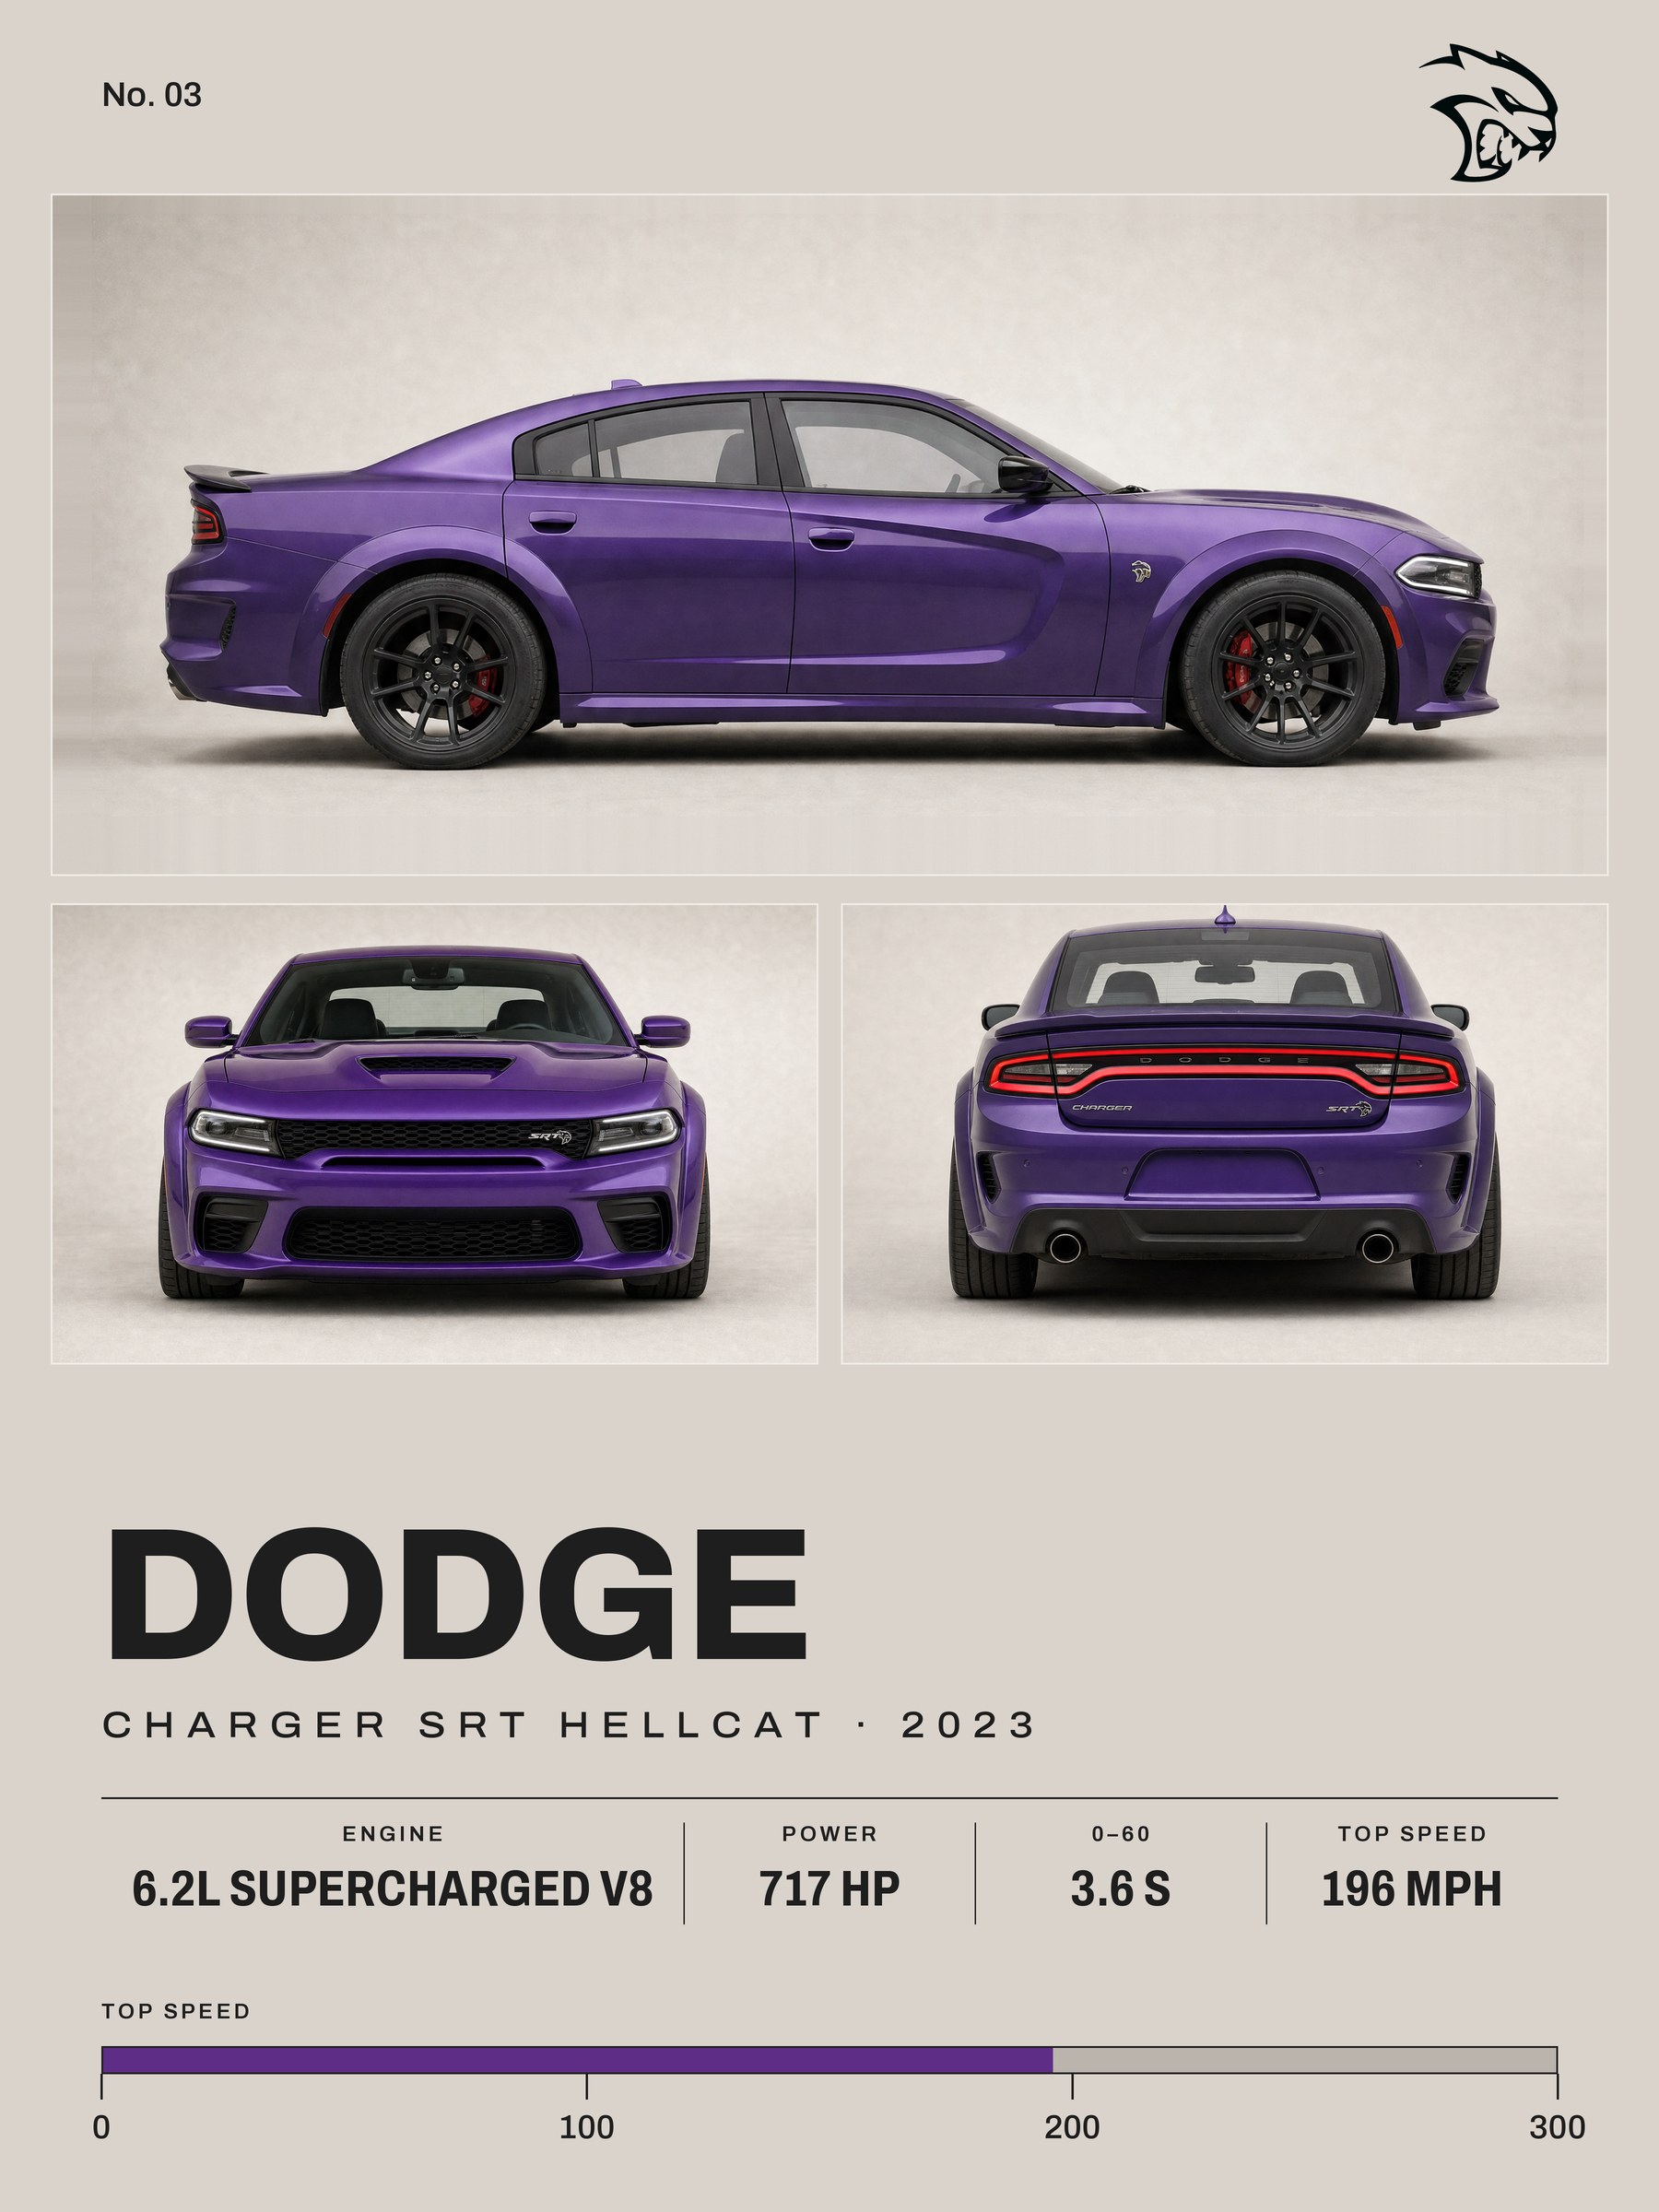 No. 03
SRT
DODGE
CHARGER
SRT
DODGE
CHARGER SRT HELLCAT · 2023
ENGINE
POWER
0–60
TOP SPEED
6.2L SUPERCHARGED V8
717 HP
3.6 S
196 MPH
TOP SPEED
0
100
200
300